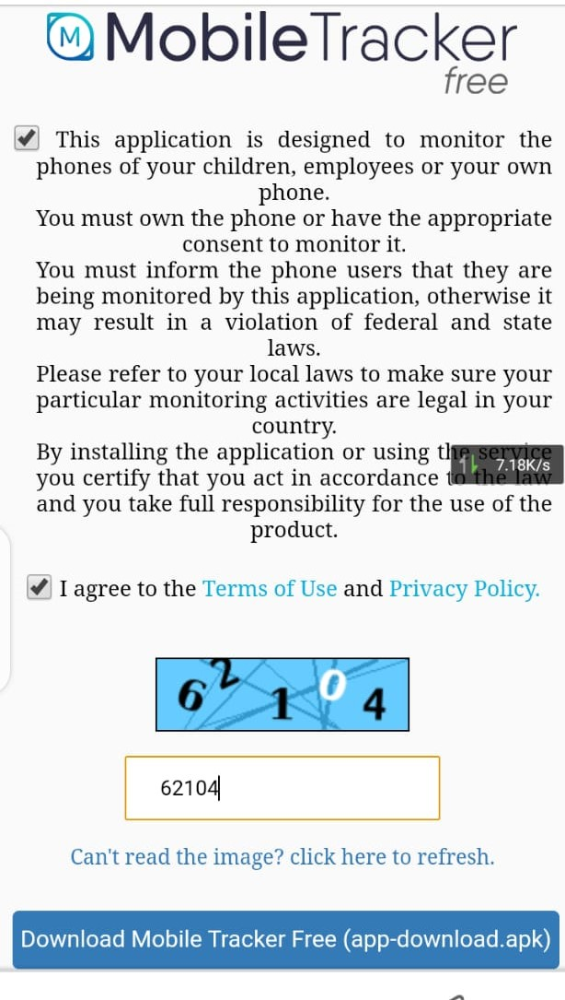 M MobileTracker
free
This application is designed to monitor the
phones of your children, employees or your own
phone.
You must own the phone or have the appropriate
consent to monitor it.
You must inform the phone users that they are
being monitored by this application, otherwise it
may result in a violation of federal and state
laws.
Please refer to your local laws to make sure your
particular monitoring activities are legal in your
country.
By installing the application or using the service
7.18K/s
you certify that you act in accordance to the law
and you take full responsibility for the use of the
product.
I agree to the Terms of Use and Privacy Policy.
62104
62104
Can't read the image? click here to refresh.
Download Mobile Tracker Free (app-download.apk)